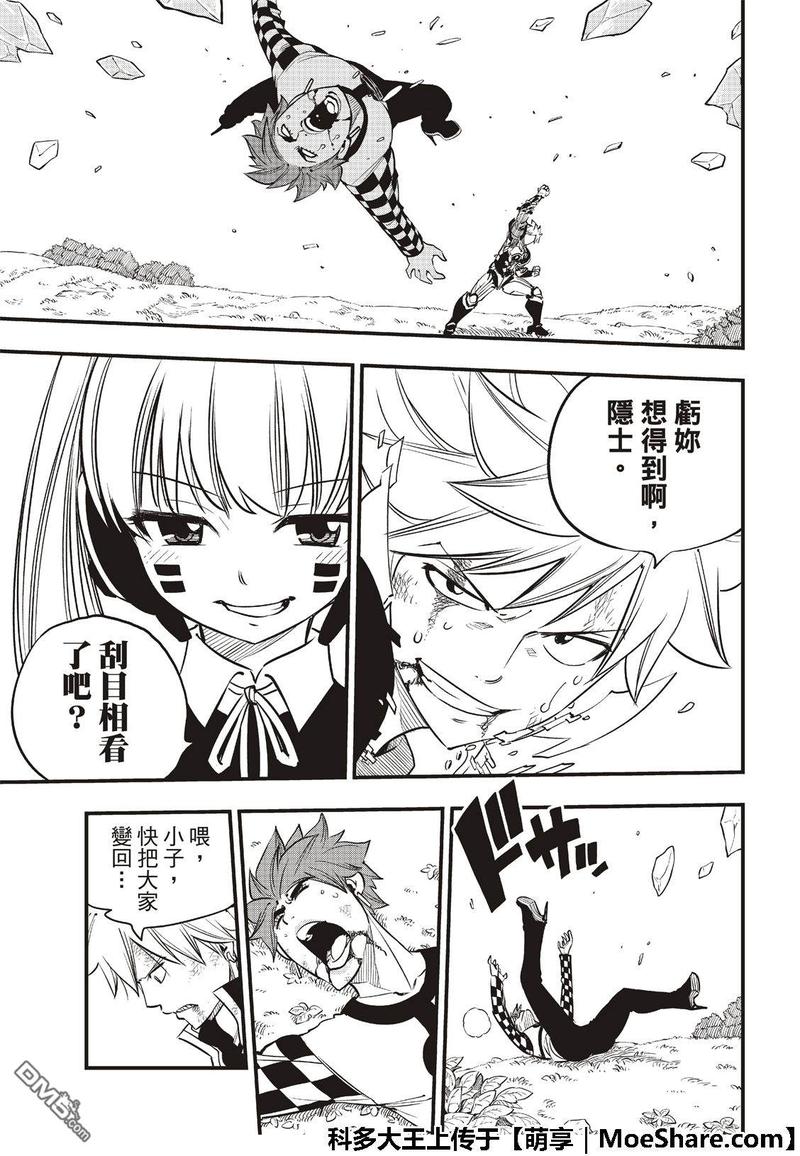 虧妳
想得到啊，
隱士。
刮目相看
了吧？
ドサッ
喂，
小子，
快把大家
變回…
DM5
科多大王上传于【萌享｜MoeShare.com】